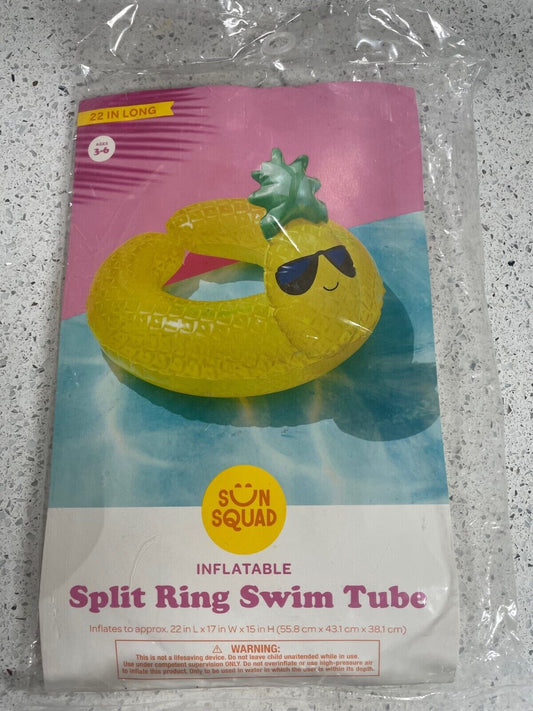 22 IN LONG
AGES
3-6
SUN
SQUAD
INFLATABLE
Split Ring Swim Tube
Inflates to approx. 22 in L x 17 in W x 15 in H (55.8 cm x 43.1 cm x 38.1 cm)
⚠ WARNING:
This is not a lifesaving device. Do not leave child unattended while in use.
Use under competent supervision ONLY. Do not overinflate or use high-pressure air
to inflate this product. Only to be used in water in which the user is within its depth.